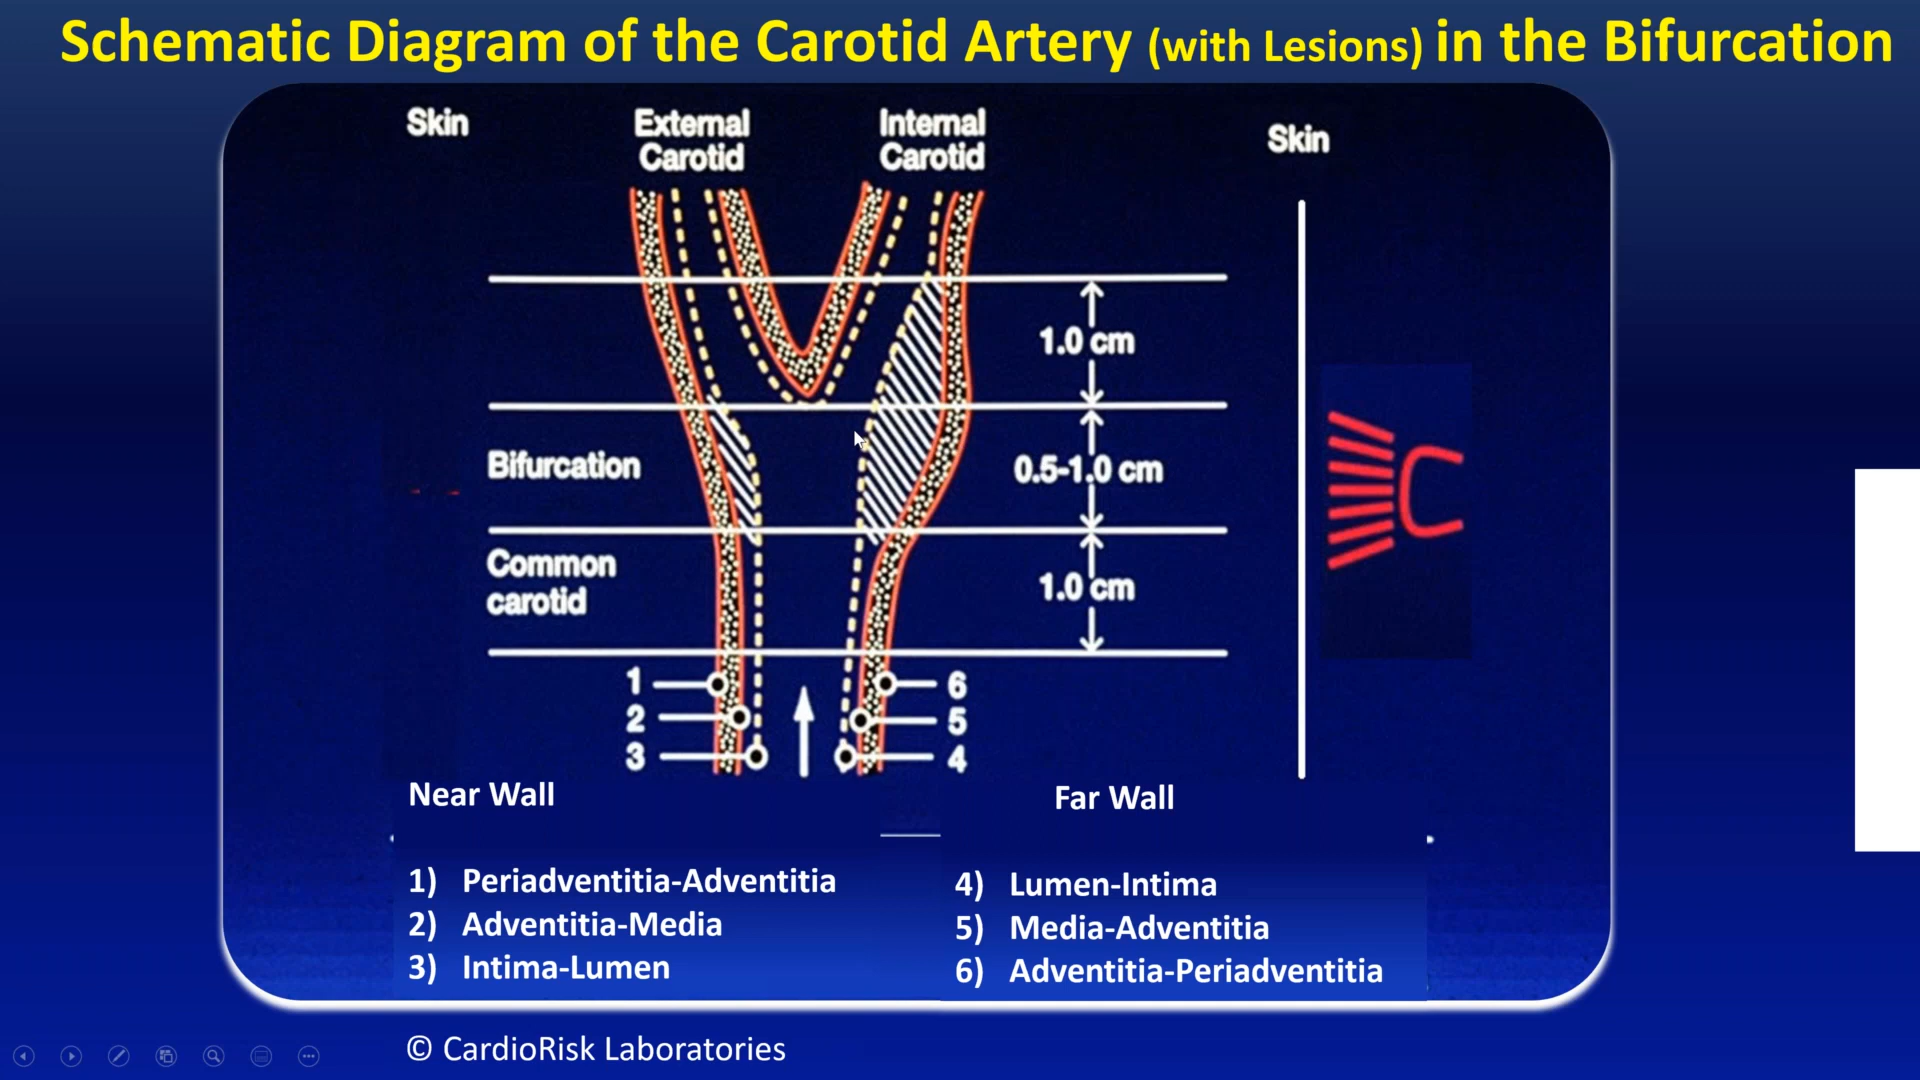 Schematic Diagram of the Carotid Artery (with Lesions) in the Bifurcation
Skin
External
Carotid
Internal
Carotid
Skin
1.0 cm
Bifurcation
0.5-1.0 cm
Common
carotid
1.0 cm
1
2
3
6
5
4
Near Wall
Far Wall
1) Periadventitia-Adventitia
2) Adventitia-Media
3) Intima-Lumen
4) Lumen-Intima
5) Media-Adventitia
6) Adventitia-Periadventitia
© CardioRisk Laboratories